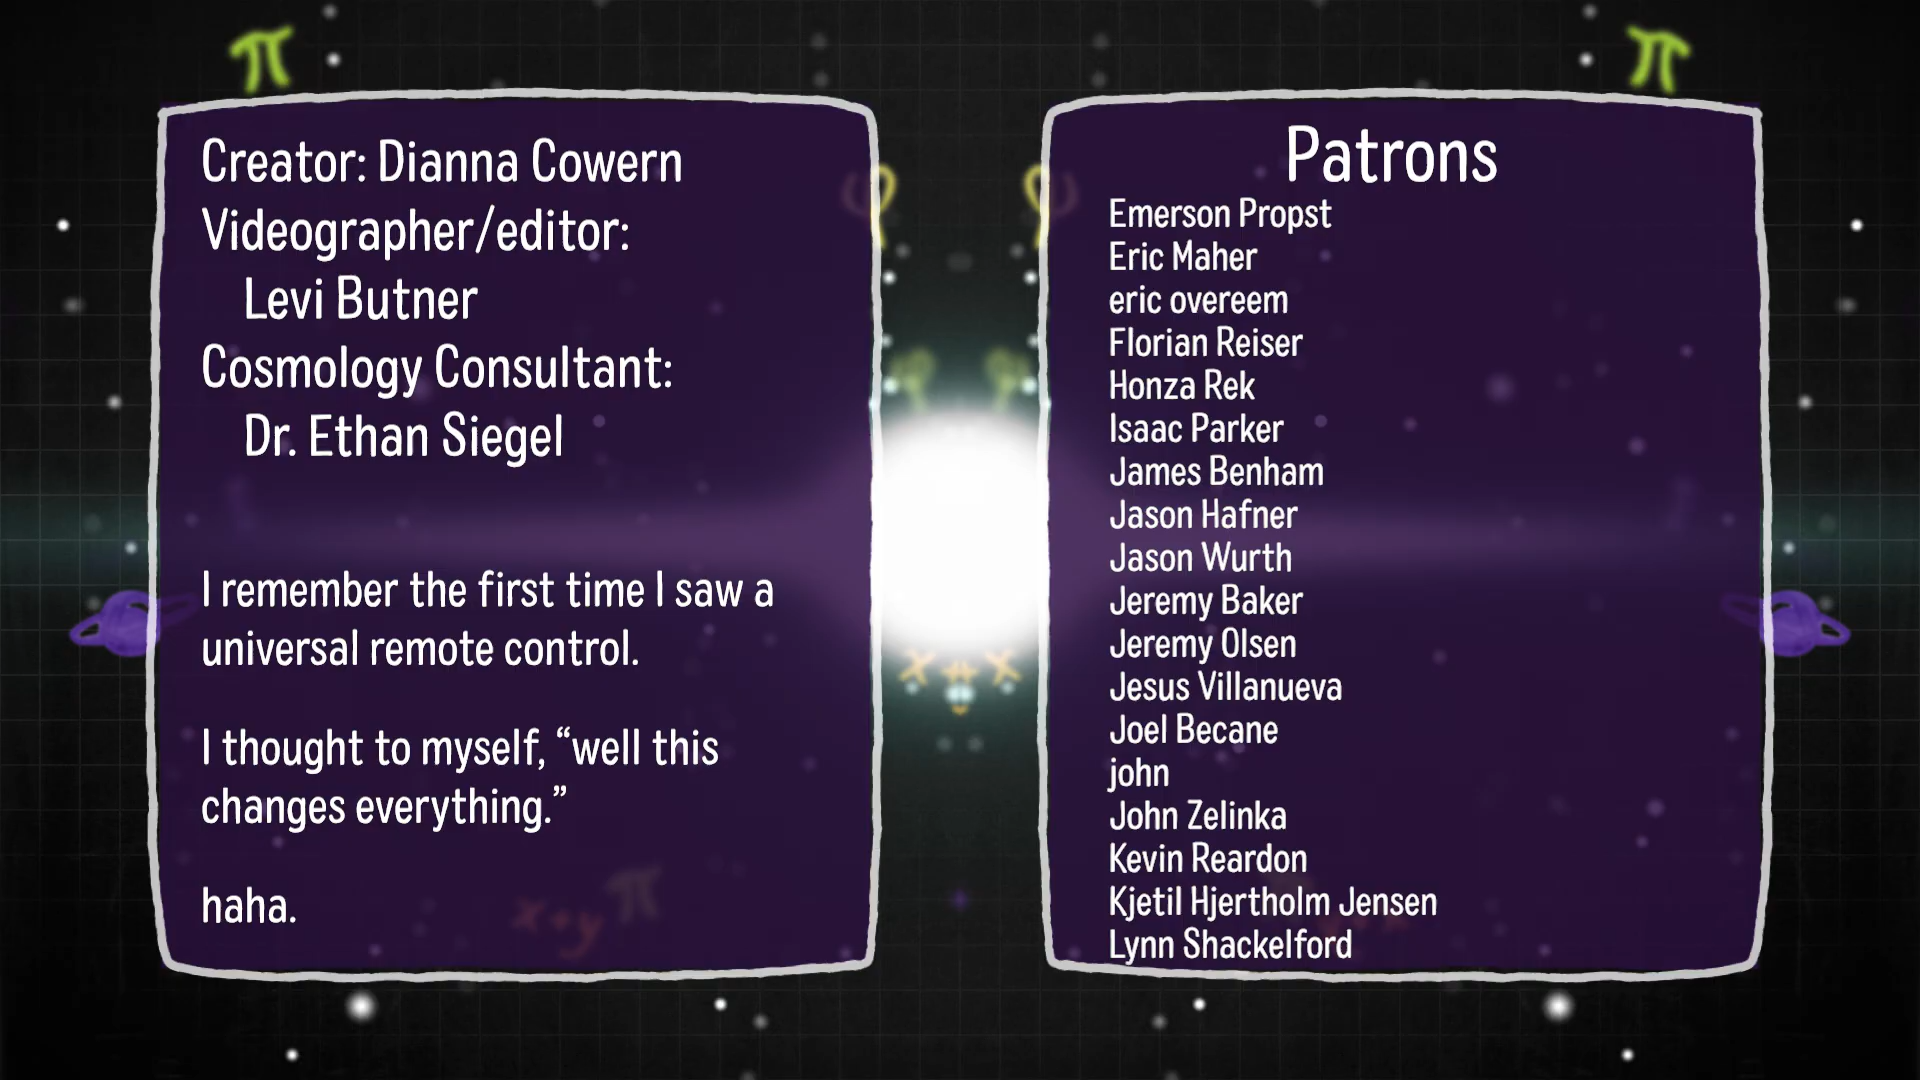 π
π
Creator: Dianna Cowern
Videographer/editor:
Levi Butner
Cosmology Consultant:
Dr. Ethan Siegel
I remember the first time I saw a
universal remote control.
I thought to myself, “well this
changes everything.”
haha.
x+y
π
Patrons
Emerson Propst
Eric Maher
eric overeem
Florian Reiser
Honza Rek
Isaac Parker
James Benham
Jason Hafner
Jason Wurth
Jeremy Baker
Jeremy Olsen
Jesus Villanueva
Joel Becane
john
John Zelinka
Kevin Reardon
Kjetil Hjertholm Jensen
Lynn Shackelford